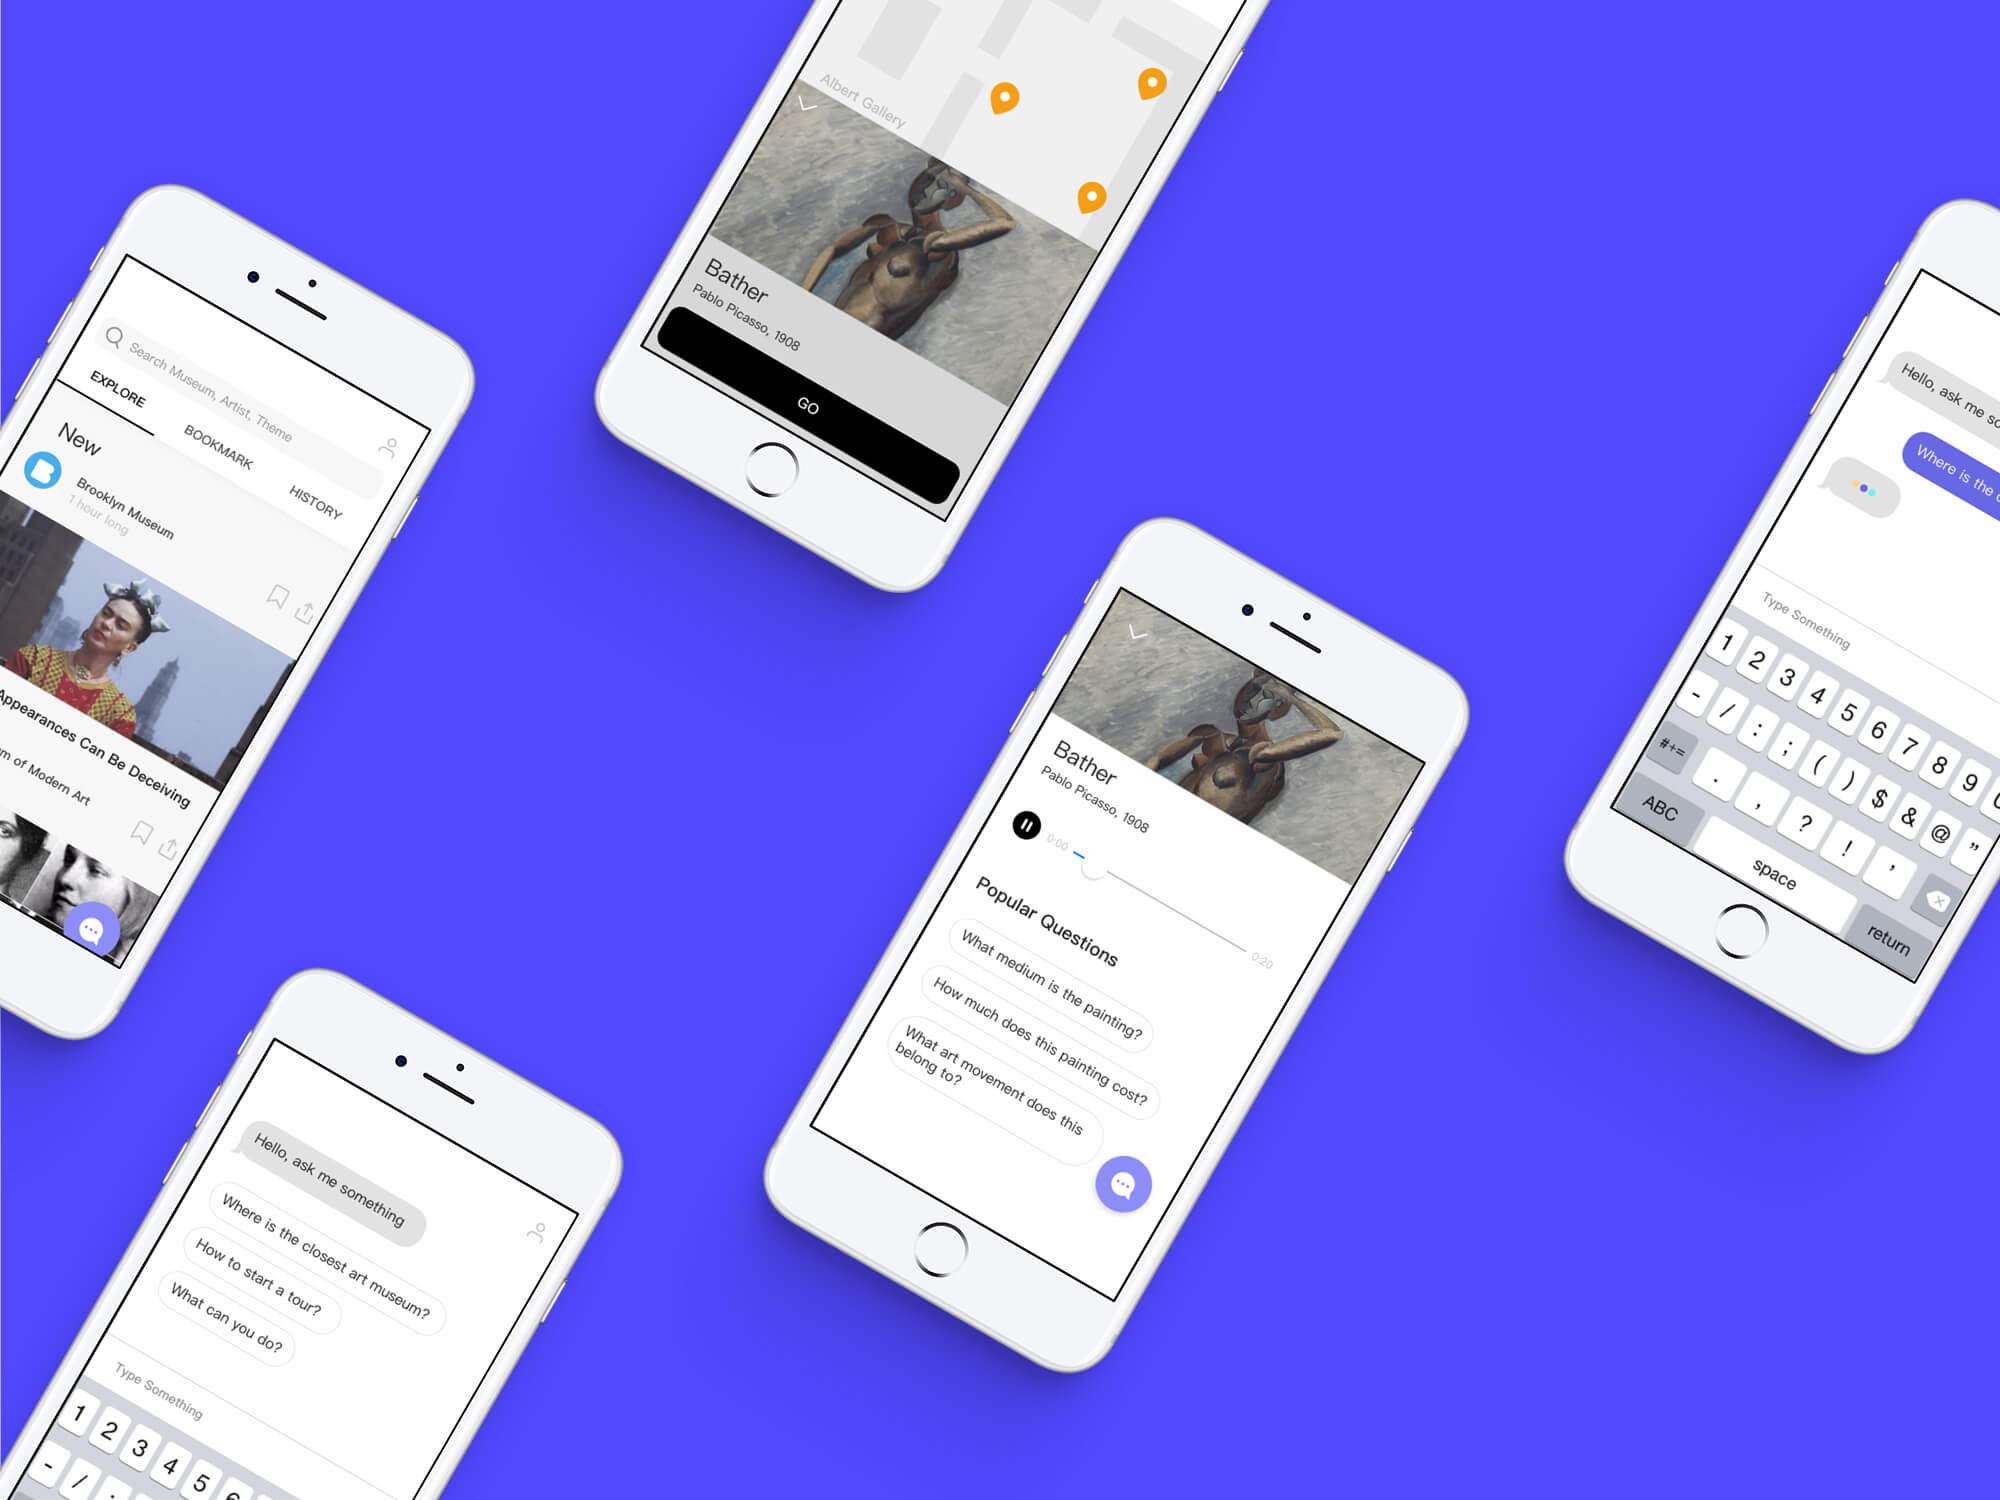 Search Museum, Artist, Theme
EXPLORE
BOOKMARK
HISTORY
New
Brooklyn Museum
1 hour long
Appearances Can Be Deceiving
of Modern Art
Albert Gallery
Bather
Pablo Picasso, 1908
GO
Bather
Pablo Picasso, 1908
0:00
0:20
Popular Questions
What medium is the painting?
How much does this painting cost?
What art movement does this
belong to?
Hello, ask me something
Where is the closest art museum?
How to start a tour?
What can you do?
Type Something
1 2 3 4 5 6
- / :
Hello, ask me so
Where is the c
Type Something
1 2 3 4 5 6 7 8 9 0
- / : ; ( ) $ & @ ”
#+= . , ? ! ’
ABC space return